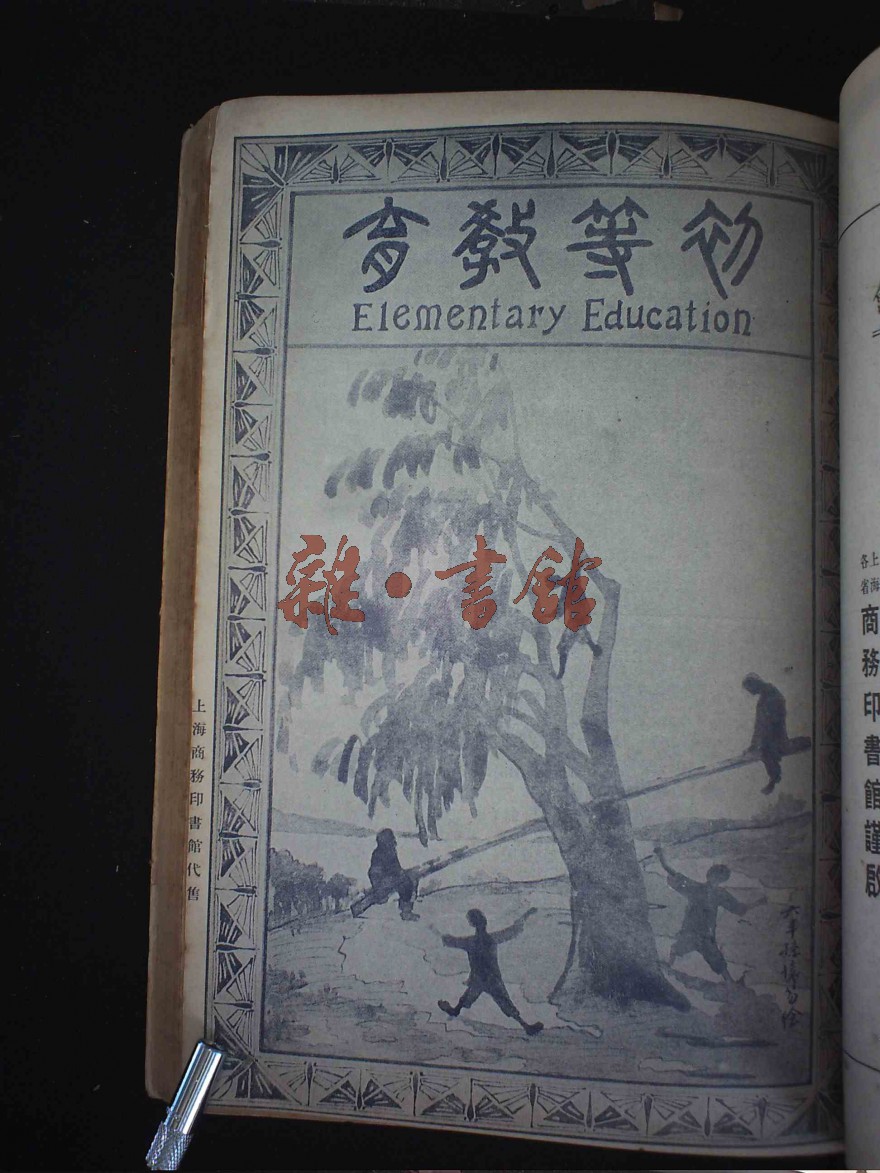 初等教育
Elementary Education
雜·書館
上海商務印書館代售
上海
各省
商務印書館謹啟